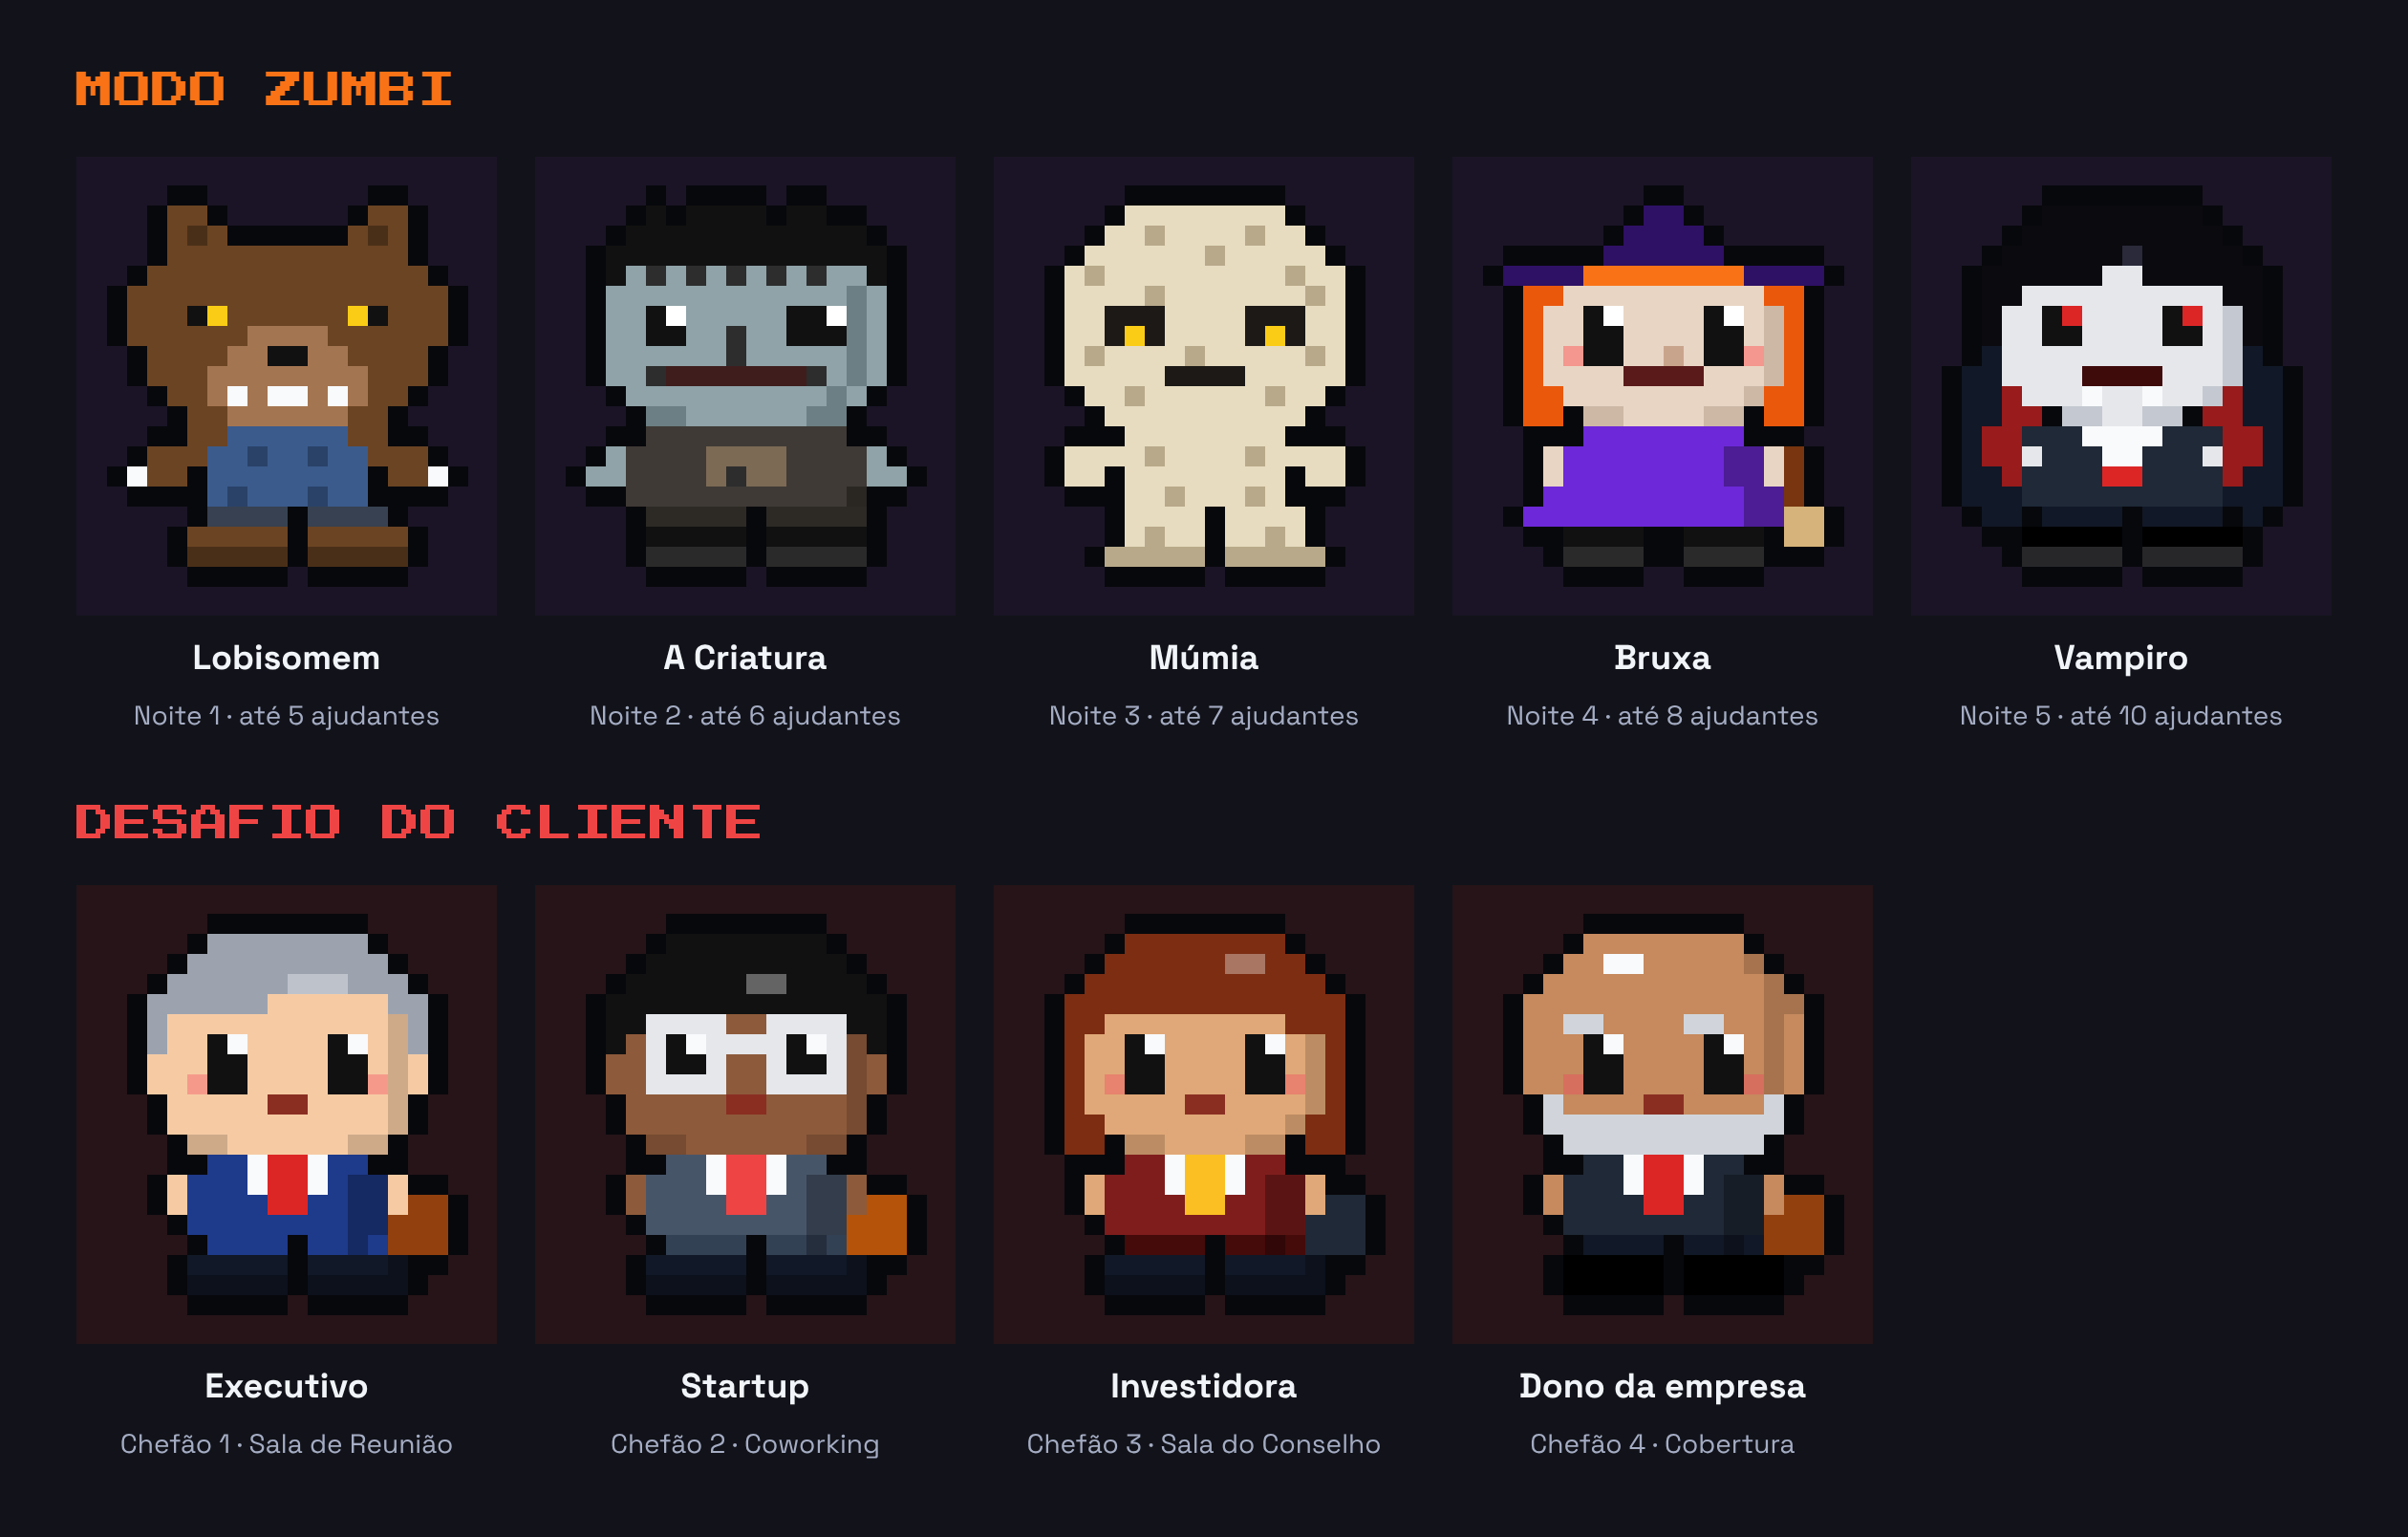 MODO ZUMBI
Lobisomem
A Criatura
Múmia
Bruxa
Vampiro
Noite 1 · até 5 ajudantes
Noite 2 · até 6 ajudantes
Noite 3 · até 7 ajudantes
Noite 4 · até 8 ajudantes
Noite 5 · até 10 ajudantes
DESAFIO DO CLIENTE
Executivo
Startup
Investidora
Dono da empresa
Chefão 1 · Sala de Reunião
Chefão 2 · Coworking
Chefão 3 · Sala do Conselho
Chefão 4 · Cobertura